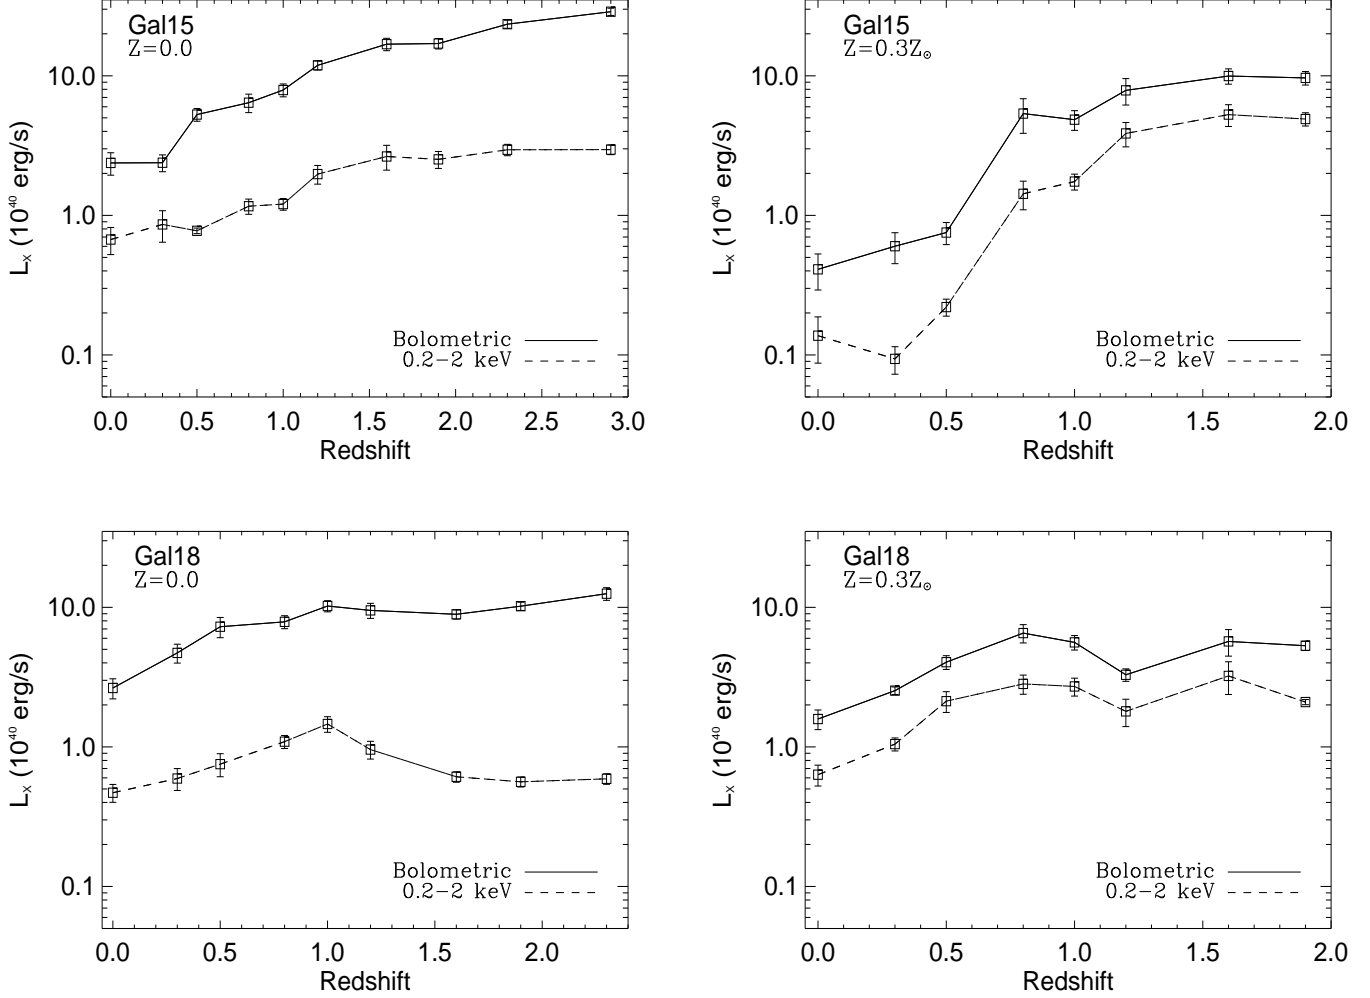 Gal15
Z=0.0
10.0
1.0
0.1
Lx (10^40 erg/s)
Bolometric
0.2−2 keV
0.0 0.5 1.0 1.5 2.0 2.5 3.0
Redshift
Gal15
Z=0.3Z⊙
10.0
1.0
0.1
Lx (10^40 erg/s)
Bolometric
0.2−2 keV
0.0 0.5 1.0 1.5 2.0
Redshift
Gal18
Z=0.0
10.0
1.0
0.1
Lx (10^40 erg/s)
Bolometric
0.2−2 keV
0.0 0.5 1.0 1.5 2.0
Redshift
Gal18
Z=0.3Z⊙
10.0
1.0
0.1
Lx (10^40 erg/s)
Bolometric
0.2−2 keV
0.0 0.5 1.0 1.5 2.0
Redshift